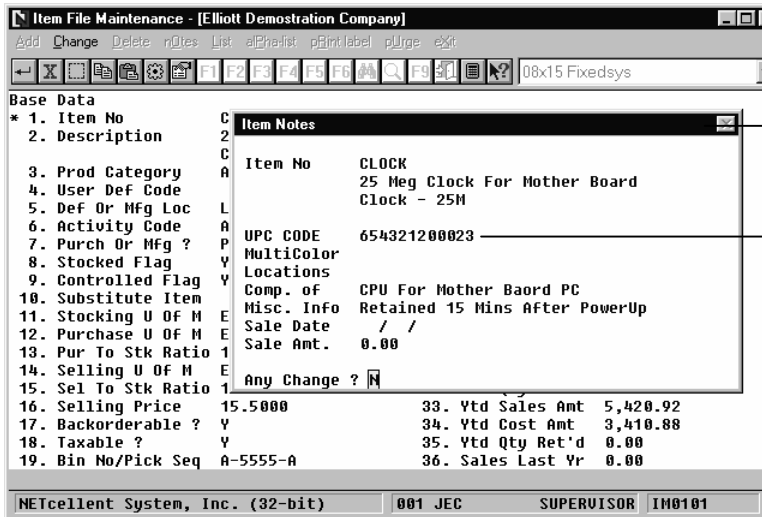 Item File Maintenance - [Elliott Demostration Company]
Add Change Delete nOtes List alPha-list pRint label pUrge eXit
F1 F2 F3 F4 F5 F6 F9 08x15 Fixedsys
Base Data
* 1. Item No C
2. Description 2
C
3. Prod Category A
4. User Def Code
5. Def Or Mfg Loc L
6. Activity Code A
7. Purch Or Mfg ? P
8. Stocked Flag Y
9. Controlled Flag Y
10. Substitute Item
11. Stocking U Of M E
12. Purchase U Of M E
13. Pur To Stk Ratio 1
14. Selling U Of M E
15. Sel To Stk Ratio 1
16. Selling Price 15.5000 33. Ytd Sales Amt 5,420.92
17. Backorderable ? Y 34. Ytd Cost Amt 3,410.88
18. Taxable ? Y 35. Ytd Qty Ret'd 0.00
19. Bin No/Pick Seq A-5555-A 36. Sales Last Yr 0.00
Item Notes
Item No CLOCK
25 Meg Clock For Mother Board
Clock - 25M
UPC CODE 654321200023
MultiColor
Locations
Comp. of CPU For Mother Baord PC
Misc. Info Retained 15 Mins After PowerUp
Sale Date / /
Sale Amt. 0.00
Any Change ? N
NETcellent System, Inc. (32-bit) 001 JEC SUPERVISOR IM0101